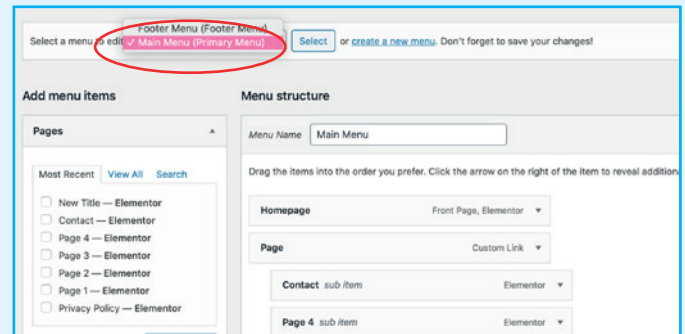 Footer Menu (Footer Menu)
Select a menu to edit ✓ Main Menu (Primary Menu) Select or create a new menu. Don't forget to save your changes!
Add menu items
Menu structure
Pages
Menu Name Main Menu
Most Recent View All Search
Drag the items into the order you prefer. Click the arrow on the right of the item to reveal additiona
New Title — Elementor
Contact — Elementor
Page 4 — Elementor
Page 3 — Elementor
Page 2 — Elementor
Page 1 — Elementor
Privacy Policy — Elementor
Homepage Front Page, Elementor
Page Custom Link
Contact sub item Elementor
Page 4 sub item Elementor